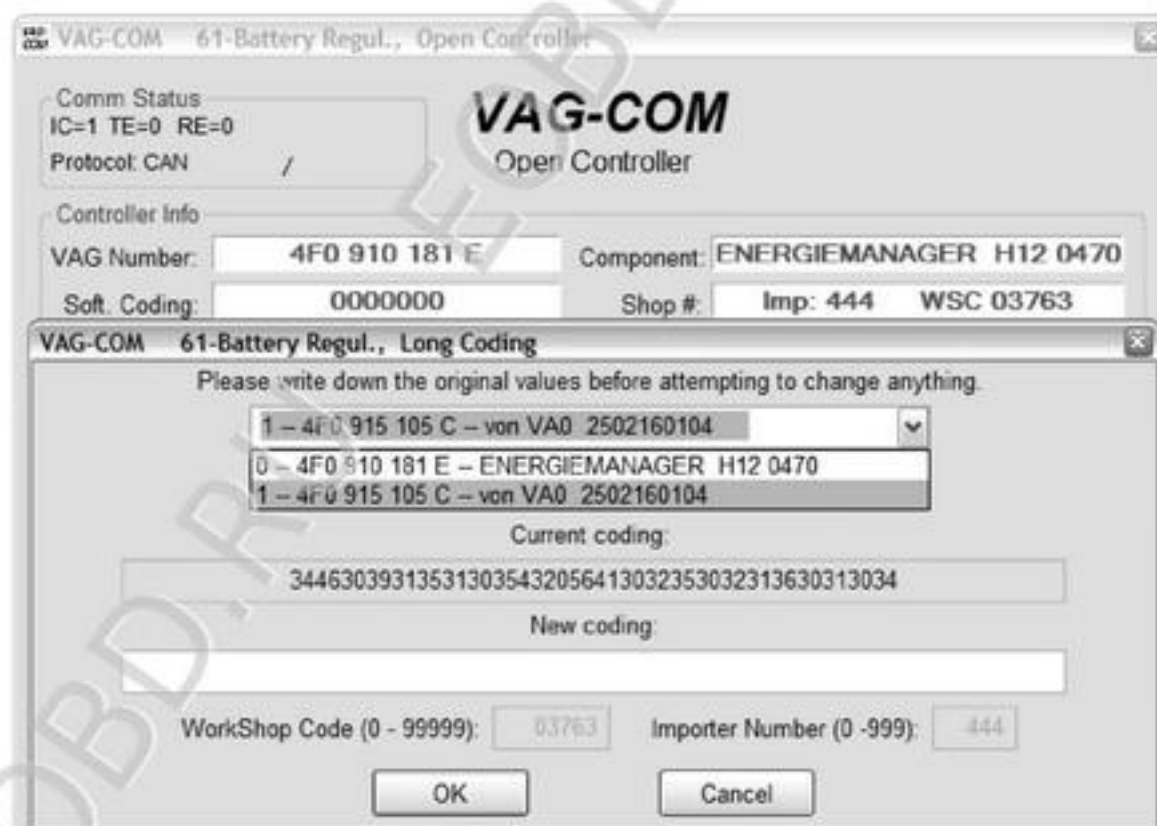 VAG-COM 61-Battery Regul., Open Controller
Comm Status
IC=1 TE=0 RE=0
Protocol: CAN /
VAG-COM
Open Controller
Controller Info
VAG Number: 4F0 910 181 E Component: ENERGIEMANAGER H12 0470
Soft. Coding: 0000000 Shop #: Imp: 444 WSC 03763
VAG-COM 61-Battery Regul., Long Coding
Please write down the original values before attempting to change anything.
1 – 4F0 915 105 C – von VA0 2502160104
0 – 4F0 910 181 E – ENERGIEMANAGER H12 0470
1 – 4F0 915 105 C – von VA0 2502160104
Current coding:
344630393135313035432056413032353032313630313034
New coding:
WorkShop Code (0 - 99999): 03763 Importer Number (0 -999): 444
OK Cancel